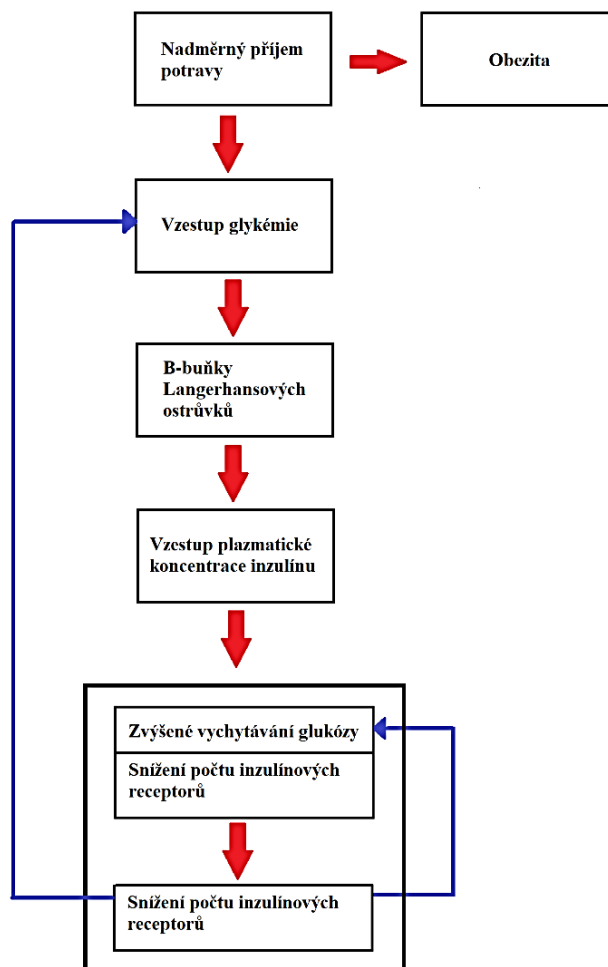 Nadměrný příjem
potravy
Obezita
Vzestup glykémie
B-buňky
Langerhansových
ostrůvků
Vzestup plazmatické
koncentrace inzulínu
Zvýšené vychytávání glukózy
Snížení počtu inzulínových
receptorů
Snížení počtu inzulínových
receptorů